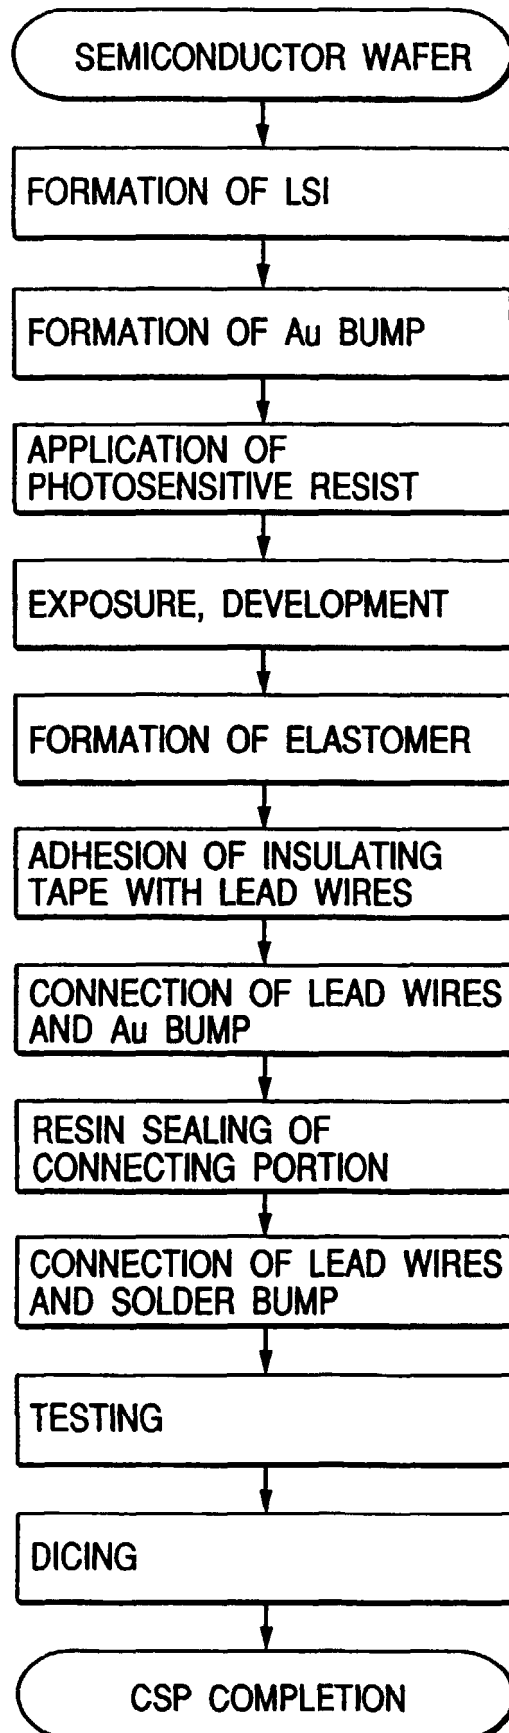 SEMICONDUCTOR WAFER
FORMATION OF LSI
FORMATION OF Au BUMP
APPLICATION OF
PHOTOSENSITIVE RESIST
EXPOSURE, DEVELOPMENT
FORMATION OF ELASTOMER
ADHESION OF INSULATING
TAPE WITH LEAD WIRES
CONNECTION OF LEAD WIRES
AND Au BUMP
RESIN SEALING OF
CONNECTING PORTION
CONNECTION OF LEAD WIRES
AND SOLDER BUMP
TESTING
DICING
CSP COMPLETION